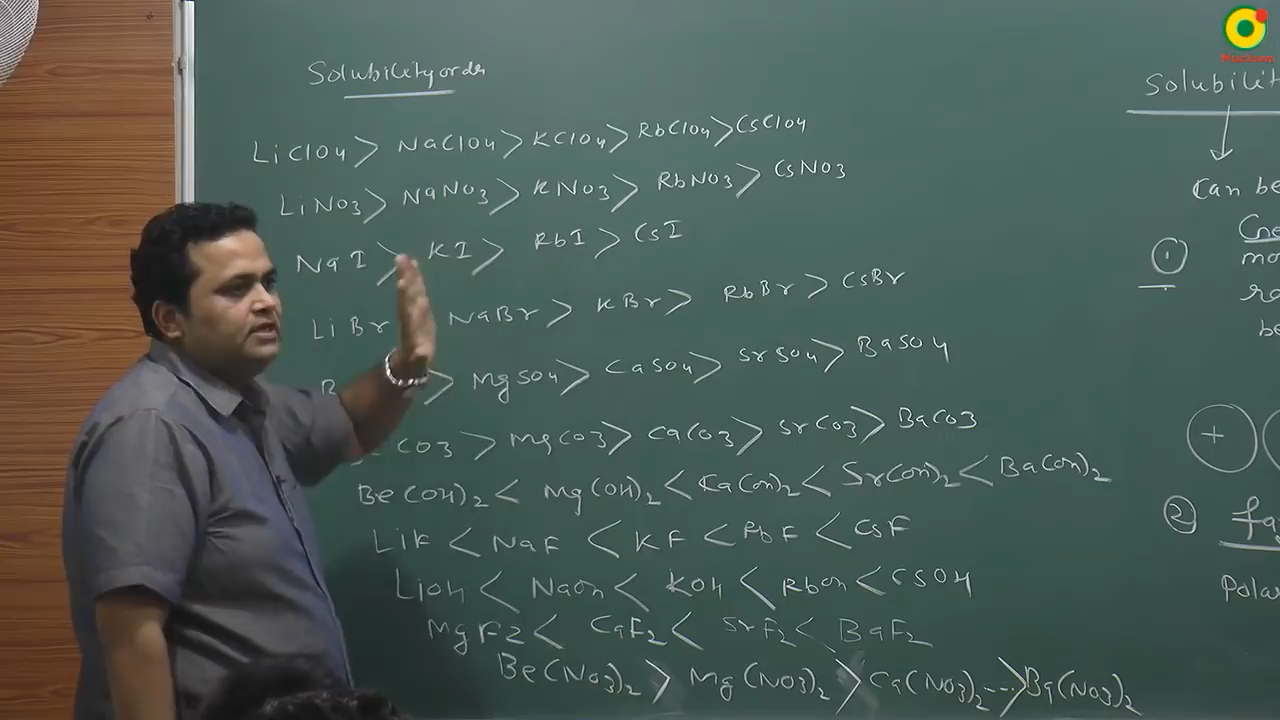 Solubility order
LiClO4 > NaClO4 > KClO4 > RbClO4 > CsClO4
LiNO3 > NaNO3 > KNO3 > RbNO3 > CsNO3
NaI > KI > RbI > CsI
LiBr NaBr > KBr > RbBr > CsBr
B > MgSO4 > CaSO4 > SrSO4 > BaSO4
CO3 > MgCO3 > CaCO3 > SrCO3 > BaCO3
Be(OH)2 < Mg(OH)2 < Ca(OH)2 < Sr(OH)2 < Ba(OH)2
LiF < NaF < KF < RbF < CsF
LiOH < NaOH < KOH < RbOH < CsOH
MgF2 < CaF2 < SrF2 < BaF2
Be(NO3)2 > Mg(NO3)2 > Ca(NO3)2 ---> Ba(NO3)2
Solubilit
Can be
①
mo
be
+
②
Polar